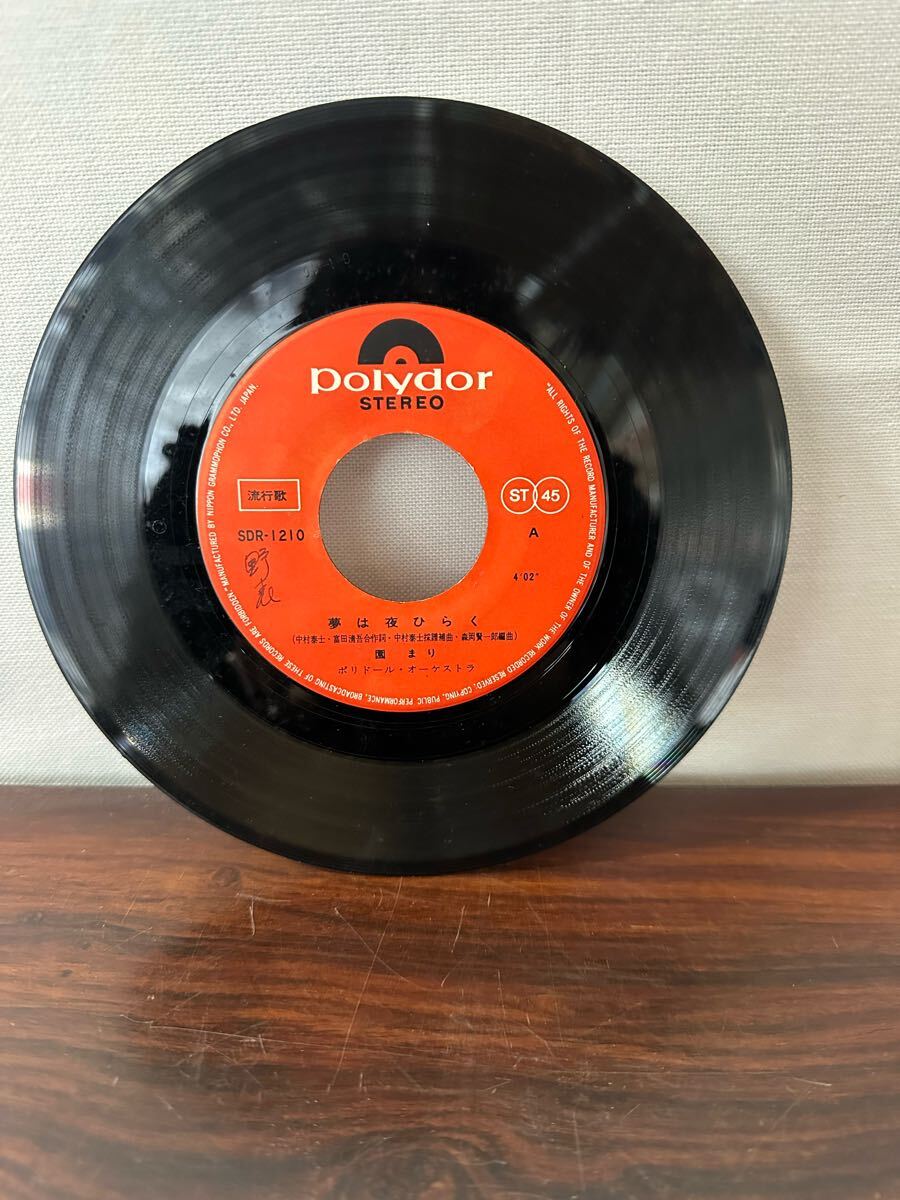 polydor
STEREO
流行歌
ST 45
SDR-1210
A
4'02"
夢は夜ひらく
(中村泰士・富田清吾合作詞・中村泰士採譜補曲・森岡賢一郎編曲)
園まり
ポリドール・オーケストラ
"ALL RIGHTS OF THE RECORD MANUFACTURER AND OF THE OWNER OF THE WORK RECORDED RESERVED: COPYING, PUBLIC PERFORMANCE, BROADCASTING OF THESE RECORDS ARE FORBIDDEN" MANUFACTURED BY NIPPON GRAMMOPHON CO., LTD. JAPAN.